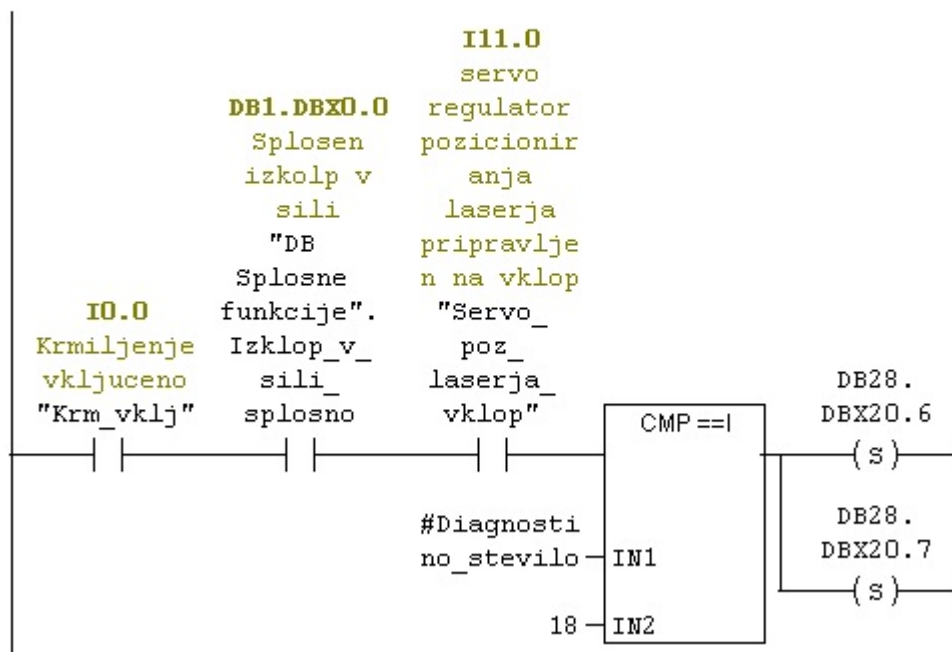 I0.0
Krmiljenje
vkljuceno
"Krm_vklj"
DB1.DBX0.0
Splosen
izkolp v
sili
"DB
Splosne
funkcije".
Izklop_v_
sili_
splosno
I11.0
servo
regulator
pozicionir
anja
laserja
pripravlje
n na vklop
"Servo_
poz_
laserja_
vklop"
CMP ==I
#Diagnosti
no_stevilo
IN1
18
IN2
DB28.
DBX20.6
(S)
DB28.
DBX20.7
(S)